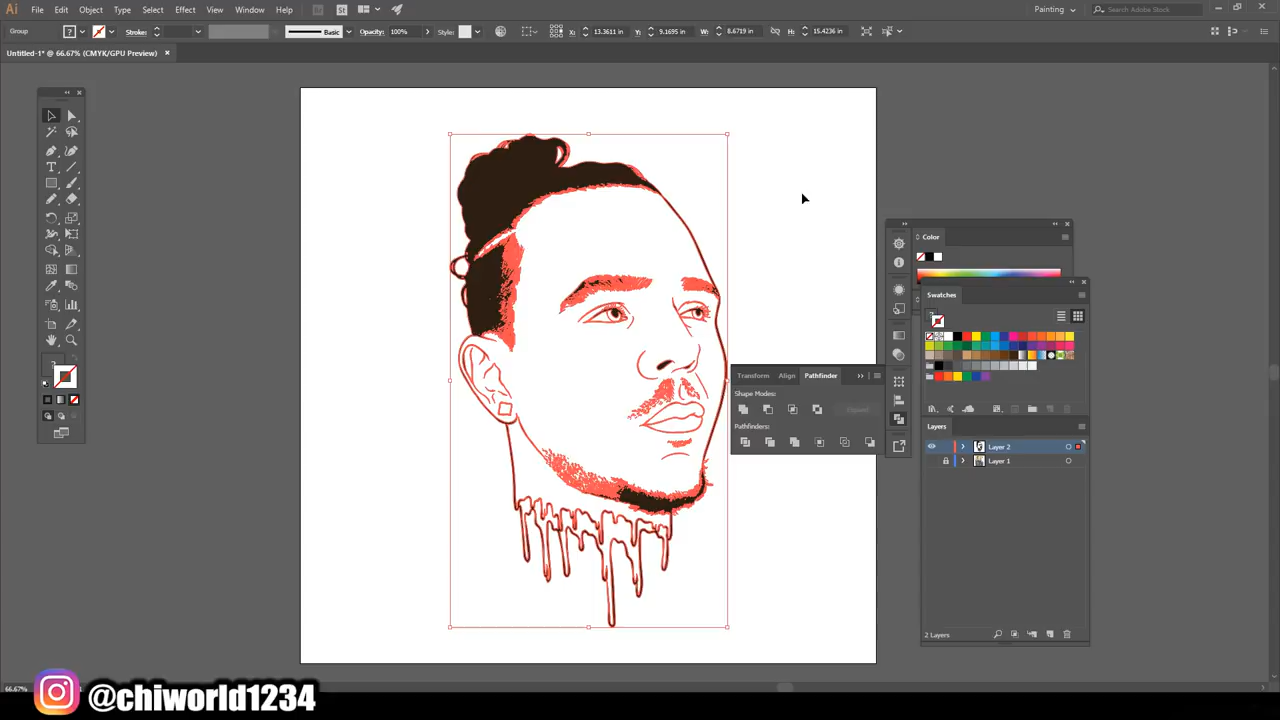 Ai File Edit Object Type Select Effect View Window Help Br St Painting Search Adobe Stock
Group ? Stroke: Basic Opacity: 100% Style: X: 13.3611 in Y: 9.1695 in W: 8.6719 in H: 15.4236 in
Untitled-1* @ 66.67% (CMYK/GPU Preview) ×
Color
Swatches
Transform Align Pathfinder
Shape Modes:
Expand
Pathfinders:
Layers
Layer 2
Layer 1
2 Layers
66.67%
@chiworld1234